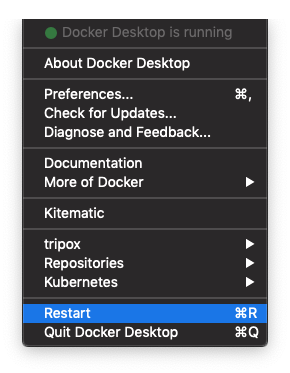 Docker Desktop is running
About Docker Desktop
Preferences... ⌘,
Check for Updates...
Diagnose and Feedback...
Documentation
More of Docker ▶
Kitematic
tripox ▶
Repositories ▶
Kubernetes ▶
Restart ⌘R
Quit Docker Desktop ⌘Q